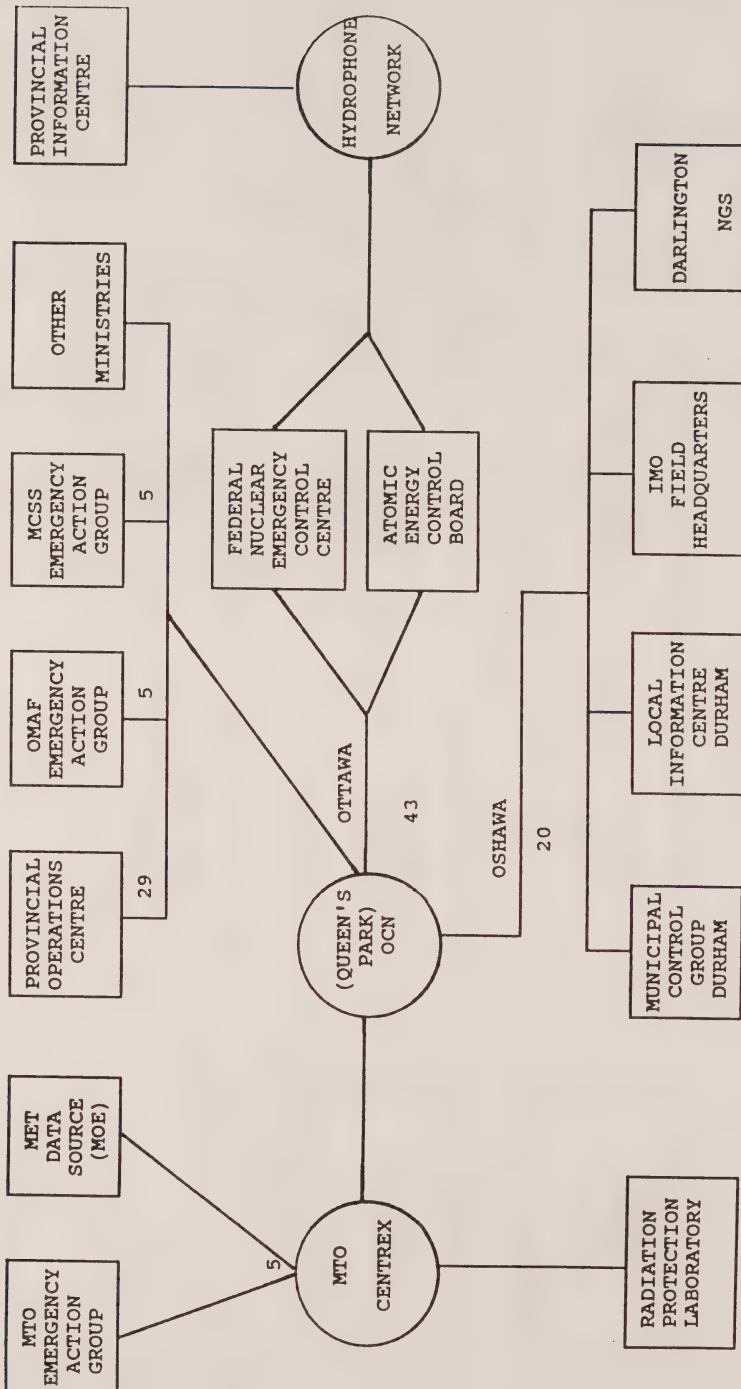 MTO
EMERGENCY
ACTION
GROUP
MET
DATA
SOURCE
(MOE)
PROVINCIAL
OPERATIONS
CENTRE
OMAF
EMERGENCY
ACTION
GROUP
MCSS
EMERGENCY
ACTION
GROUP
OTHER
MINISTRIES
PROVINCIAL
INFORMATION
CENTRE
29
5
5
5
MTO
CENTREX
(QUEEN'S
PARK)
OCN
OTTAWA
43
FEDERAL
NUCLEAR
EMERGENCY
CONTROL
CENTRE
ATOMIC
ENERGY
CONTROL
BOARD
HYDROPHONE
NETWORK
OSHAWA
20
RADIATION
PROTECTION
LABORATORY
MUNICIPAL
CONTROL
GROUP
DURHAM
LOCAL
INFORMATION
CENTRE
DURHAM
IMO
FIELD
HEADQUARTERS
DARLINGTON
NGS